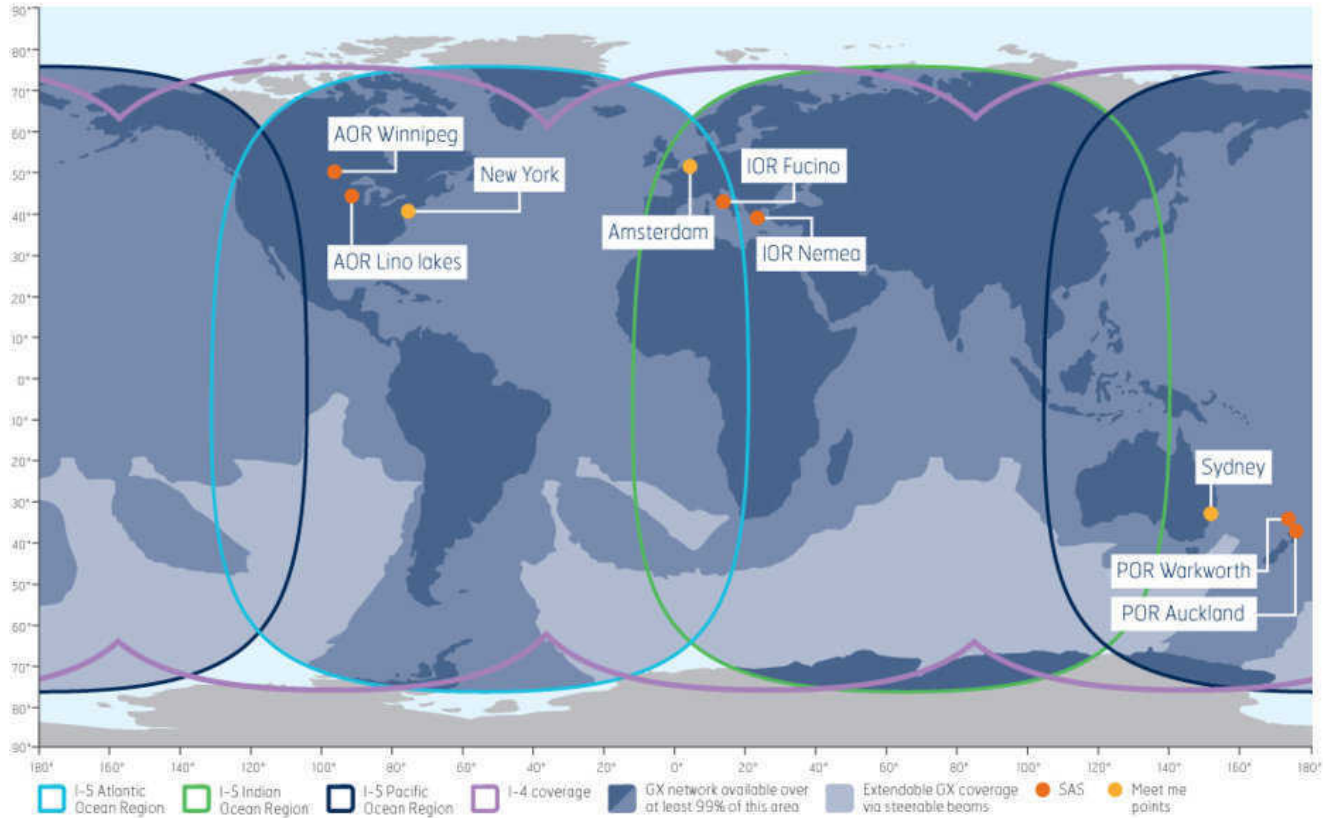 90°
80°
70°
60°
50°
40°
30°
20°
10°
0°
10°
20°
30°
40°
50°
60°
70°
80°
90°
AOR Winnipeg
New York
AOR Lino lakes
IOR Fucino
Amsterdam
IOR Nemea
Sydney
POR Warkworth
POR Auckland
180° 160° 140° 120° 100° 80° 60° 40° 20° 0° 20° 40° 60° 80° 100° 120° 140° 160° 180°
I-5 Atlantic
Ocean Region
I-5 Indian
Ocean Region
I-5 Pacific
Ocean Region
I-4 coverage
GX network available over
at least 99% of this area
Extendable GX coverage
via steerable beams
SAS
Meet me
points